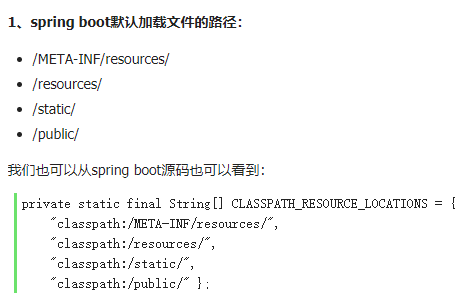 1、spring boot默认加载文件的路径：
/META-INF/resources/
/resources/
/static/
/public/
我们也可以从spring boot源码也可以看到：
private static final String[] CLASSPATH_RESOURCE_LOCATIONS = {
"classpath:/META-INF/resources/",
"classpath:/resources/",
"classpath:/static/",
"classpath:/public/" };